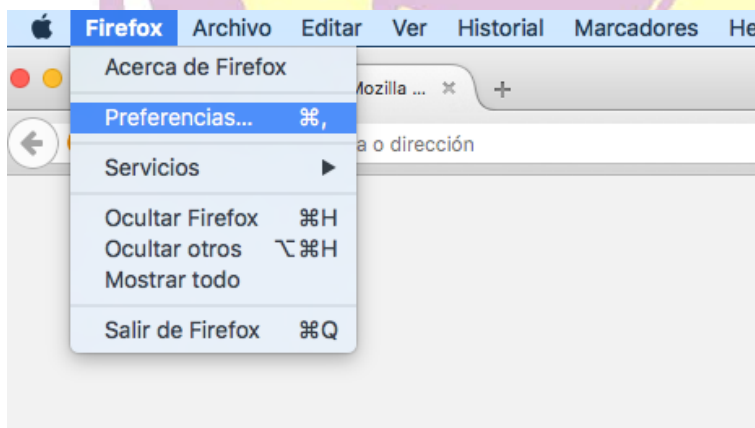 Firefox Archivo Editar Ver Historial Marcadores
Acerca de Firefox
Mozilla ...
Preferencias... ⌘,
o dirección
Servicios
Ocultar Firefox ⌘H
Ocultar otros ⌥⌘H
Mostrar todo
Salir de Firefox ⌘Q